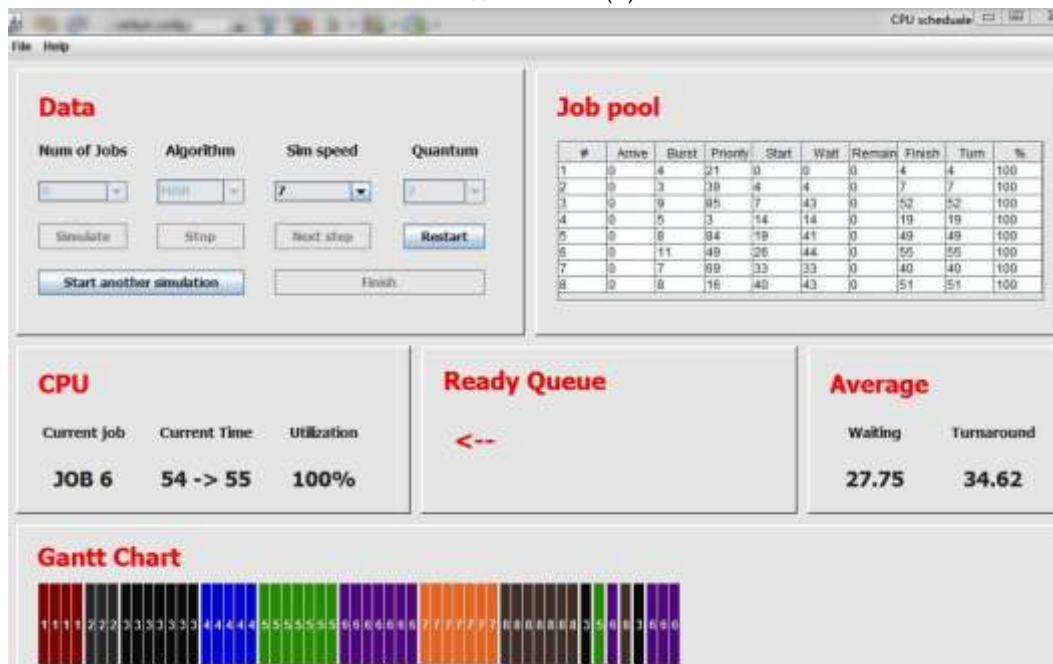 CPU scheduale
File Help
Data
Num of Jobs Algorithm Sim speed Quantum
7
Simulate Stop Next step Restart
Start another simulation Finish
Job pool
# Arrive Burst Priority Start Wait Remain Finish Turn %
1 0 4 21 0 0 0 4 4 100
2 0 3 39 4 4 0 7 7 100
3 0 9 85 7 43 0 52 52 100
4 0 5 3 14 14 0 19 19 100
5 0 8 84 19 41 0 49 49 100
6 0 11 49 26 44 0 55 55 100
7 0 7 69 33 33 0 40 40 100
8 0 8 16 40 43 0 51 51 100
CPU
Current job Current Time Utilization
JOB 6 54 -> 55 100%
Ready Queue
<--
Average
Waiting Turnaround
27.75 34.62
Gantt Chart
1 1 1 1 2 2 2 3 3 3 3 3 3 3 4 4 4 4 4 5 5 5 5 5 5 5 6 6 6 6 6 6 6 7 7 7 7 7 7 7 8 8 8 8 8 8 8 3 5 6 8 3 6 6 6